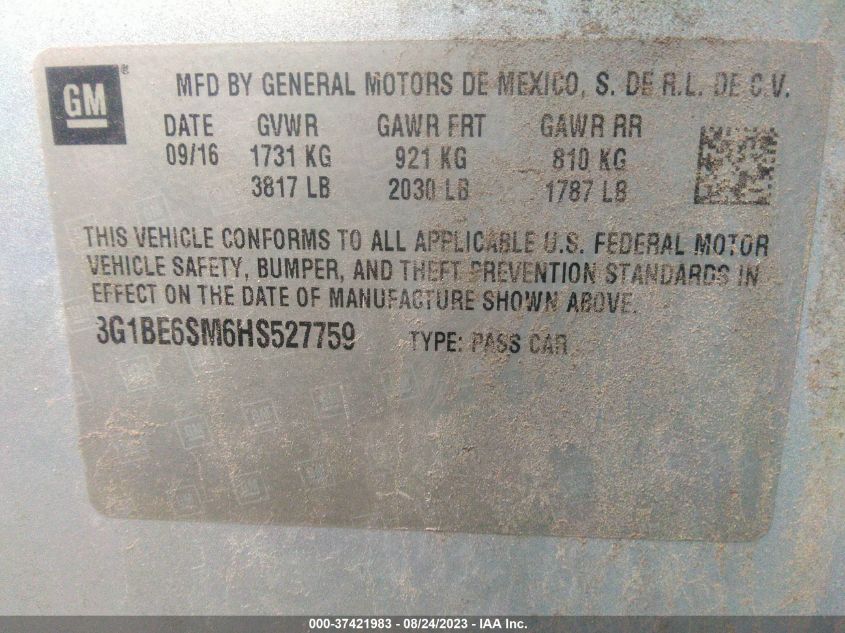 GM®
MFD BY GENERAL MOTORS DE MEXICO, S. DE R.L. DE C.V.
DATE GVWR GAWR FRT GAWR RR
09/16 1731 KG 921 KG 810 KG
3817 LB 2030 LB 1787 LB
THIS VEHICLE CONFORMS TO ALL APPLICABLE U.S. FEDERAL MOTOR
VEHICLE SAFETY, BUMPER, AND THEFT PREVENTION STANDARDS IN
EFFECT ON THE DATE OF MANUFACTURE SHOWN ABOVE.
3G1BE6SM6HS527759 TYPE: PASS CAR
000-37421983 - 08/24/2023 - IAA Inc.